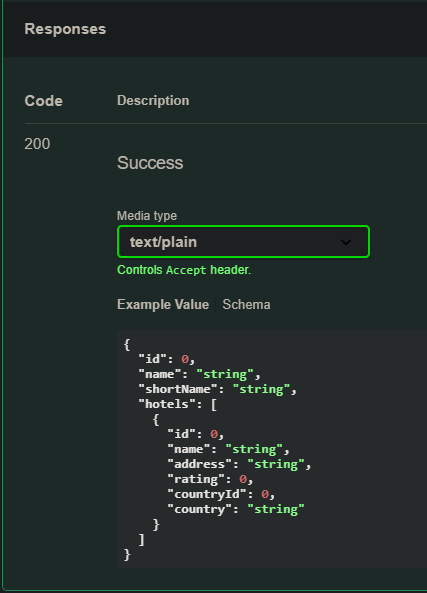 Responses
Code Description
200
Success
Media type
text/plain
Controls Accept header.
Example Value Schema
{
  "id": 0,
  "name": "string",
  "shortName": "string",
  "hotels": [
    {
      "id": 0,
      "name": "string",
      "address": "string",
      "rating": 0,
      "countryId": 0,
      "country": "string"
    }
  ]
}